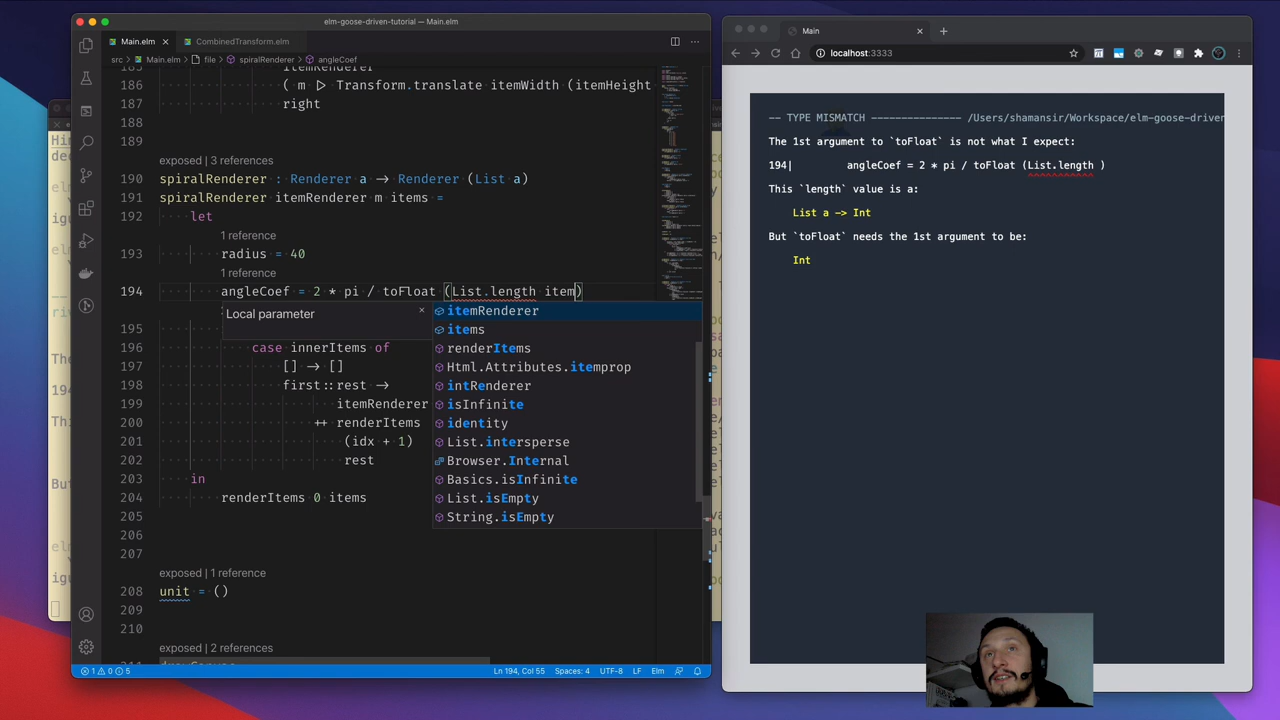 elm-goose-driven-tutorial — Main.elm
Main.elm
CombinedTransform.elm
src > Main.elm > file > spiralRenderer > angleCoef
itemRenderer
186 ( m |> Transform.translate itemWidth (itemHeight
187 right
188
exposed | 3 references
190 spiralRenderer : Renderer a -> Renderer (List a)
191 spiralRenderer itemRenderer m items =
192 let
1 reference
193 radius = 40
1 reference
194 angleCoef = 2 * pi / toFloat (List.length item)
Local parameter
itemRenderer
items
renderItems
Html.Attributes.itemprop
intRenderer
isInfinite
identity
List.intersperse
Browser.Internal
Basics.isInfinite
List.isEmpty
String.isEmpty
195
196 case innerItems of
197 [] -> []
198 first::rest ->
199 itemRenderer
200 ++ renderItems
201 (idx + 1)
202 rest
203 in
204 renderItems 0 items
205
206
207
exposed | 1 reference
208 unit = ()
209
210
exposed | 2 references
1 0 5
Ln 194, Col 55
Spaces: 4
UTF-8
LF
Elm
Main
localhost:3333
-- TYPE MISMATCH --------------- /Users/shamansir/Workspace/elm-goose-driver
The 1st argument to `toFloat` is not what I expect:
194| angleCoef = 2 * pi / toFloat (List.length )
^^^^^^^^^^^
This `length` value is a:
List a -> Int
But `toFloat` needs the 1st argument to be:
Int